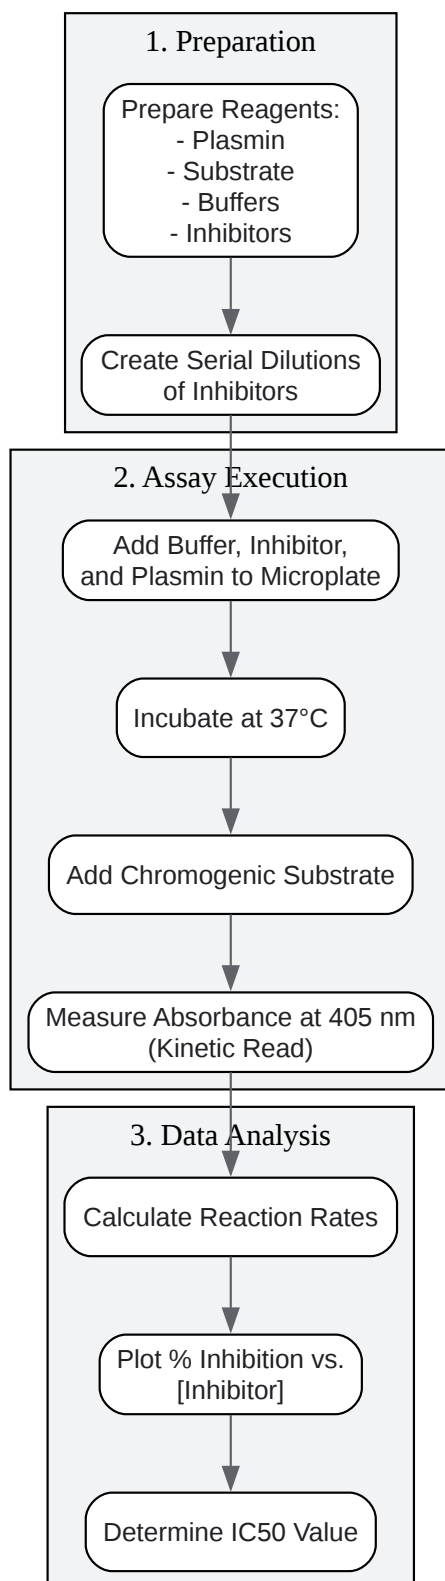 1. Preparation
Prepare Reagents:
- Plasmin
- Substrate
- Buffers
- Inhibitors
Create Serial Dilutions
of Inhibitors
2. Assay Execution
Add Buffer, Inhibitor,
and Plasmin to Microplate
Incubate at 37°C
Add Chromogenic Substrate
Measure Absorbance at 405 nm
(Kinetic Read)
3. Data Analysis
Calculate Reaction Rates
Plot % Inhibition vs.
[Inhibitor]
Determine IC50 Value